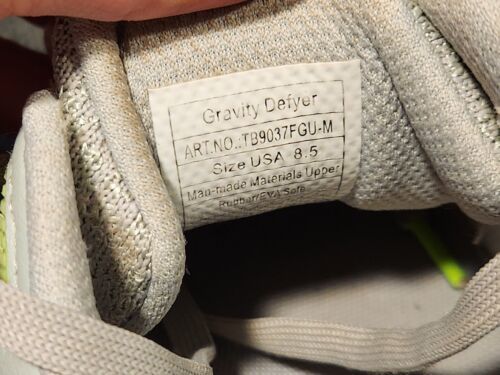 Gravity Defyer
ART.NO.:TB9037FGU-M
Size USA 8.5
Man-made Materials Upper
Rubber/EVA Sole